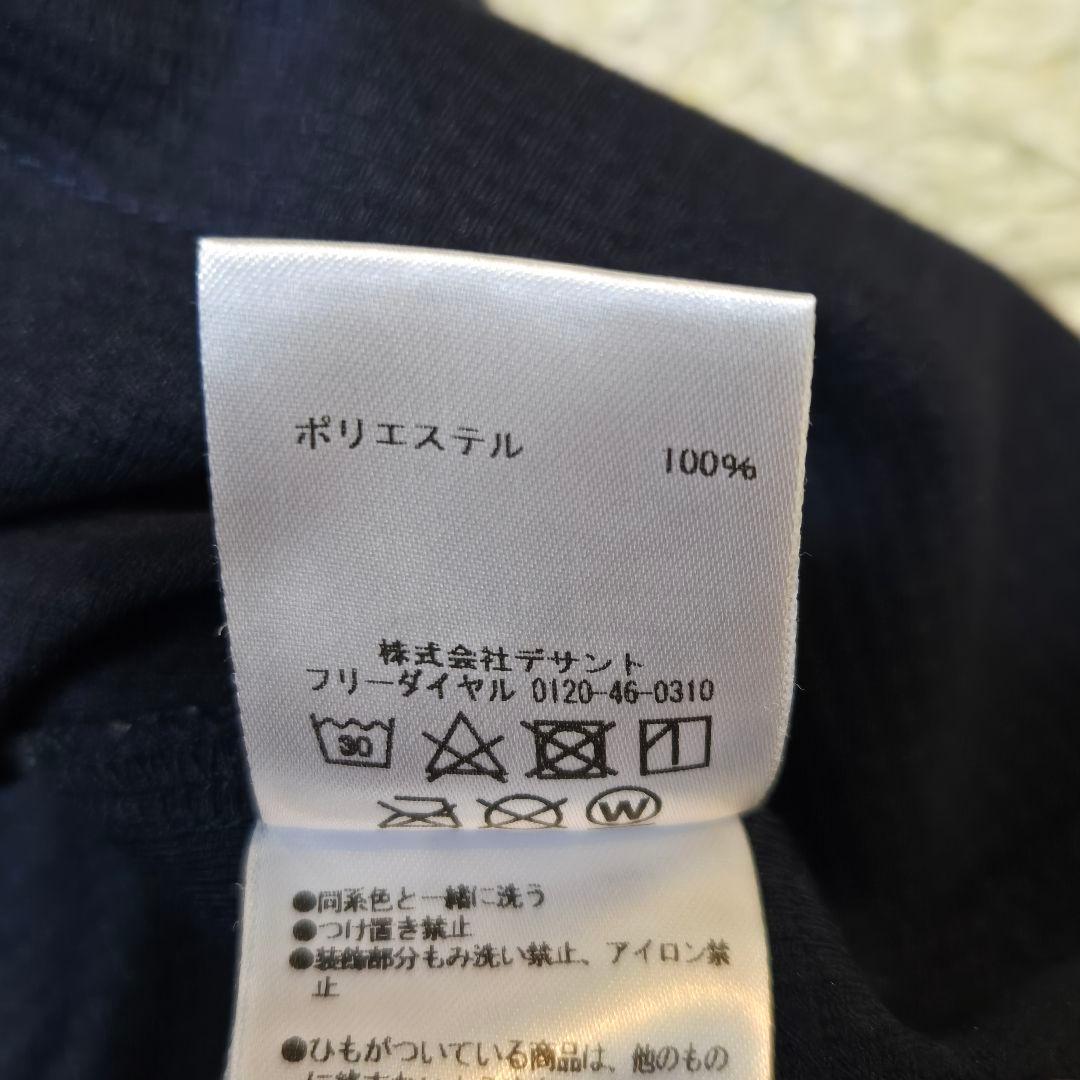 ポリエステル 100%
株式会社デサント
フリーダイヤル 0120-46-0310
30
W
●同系色と一緒に洗う
●つけ置き禁止
●装飾部分もみ洗い禁止、アイロン禁
止
●ひもがついている商品は、他のもの